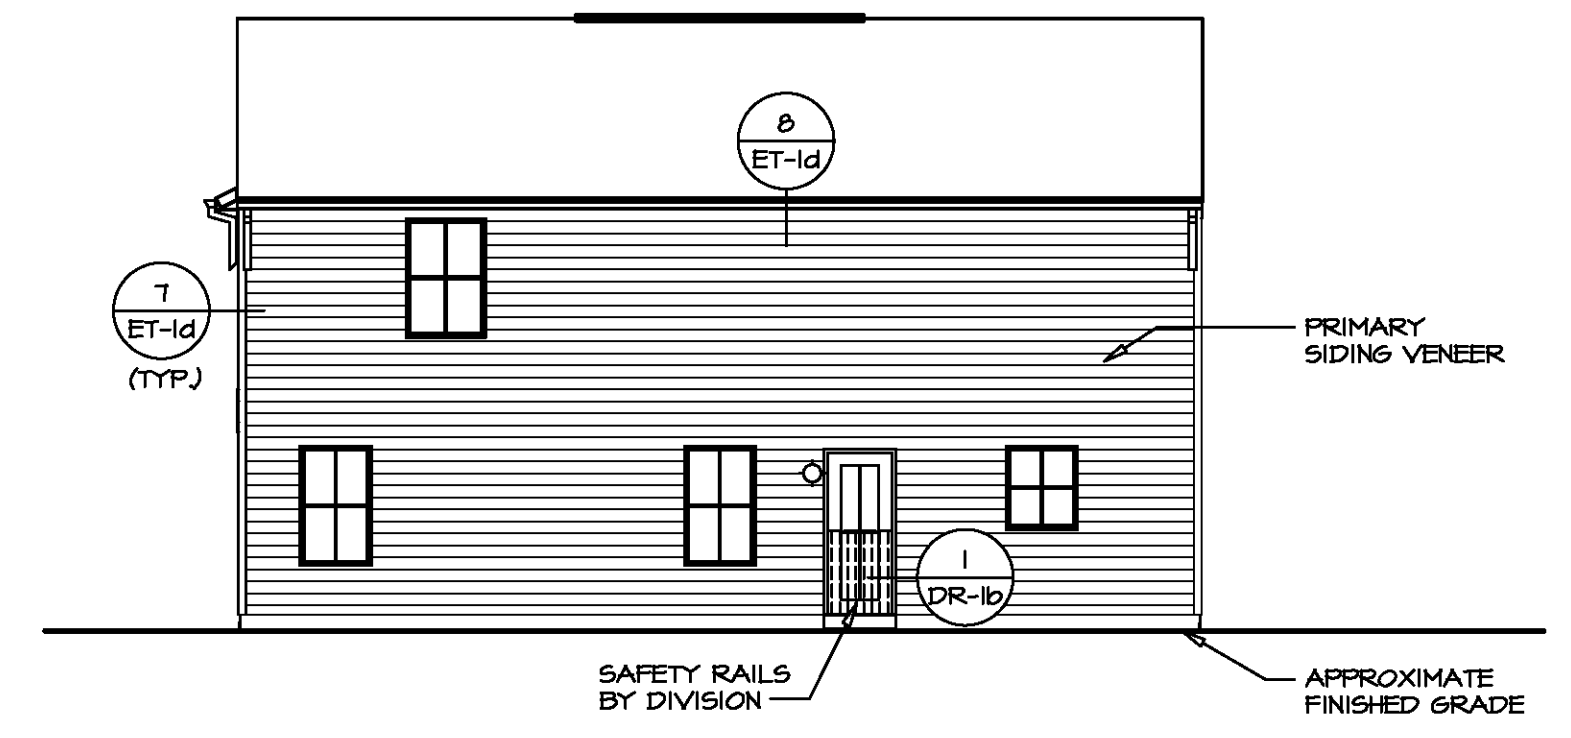 8
ET-1d
7
ET-1d
(TYP.)
PRIMARY
SIDING VENEER
1
DR-1b
SAFETY RAILS
BY DIVISION
APPROXIMATE
FINISHED GRADE